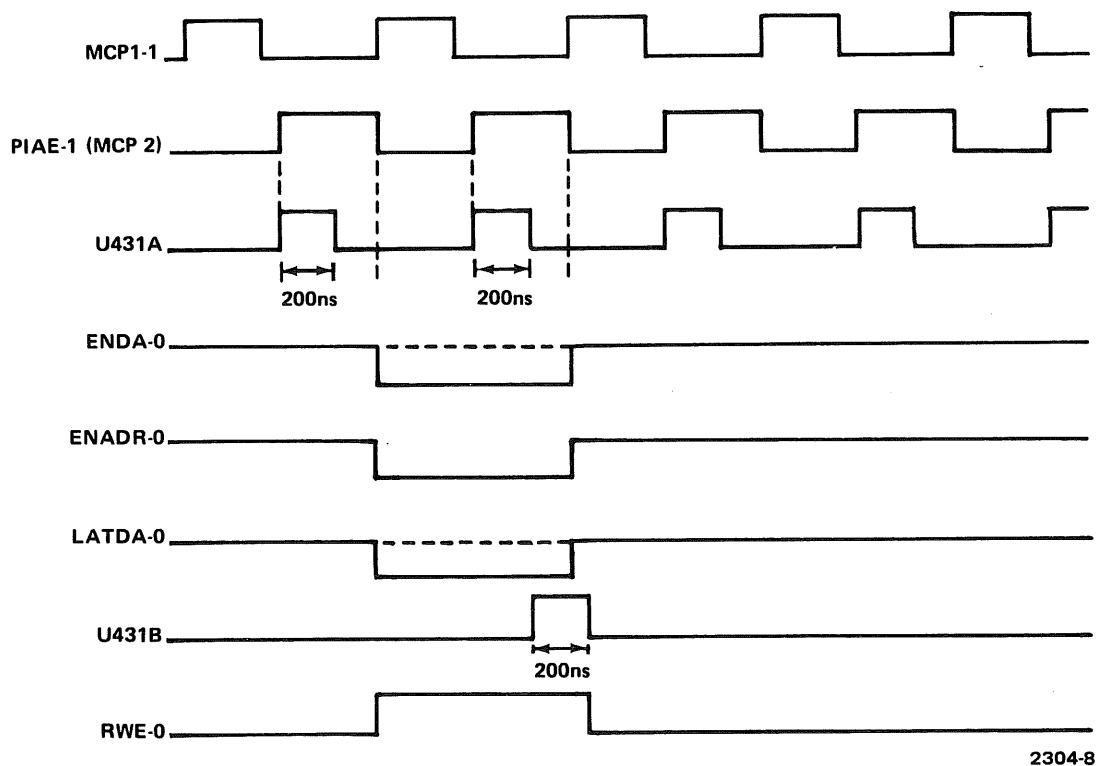 MCP1-1
PIAE-1 (MCP 2)
U431A
200ns 200ns
ENDA-0
ENADR-0
LATDA-0
U431B
200ns
RWE-0
2304-8